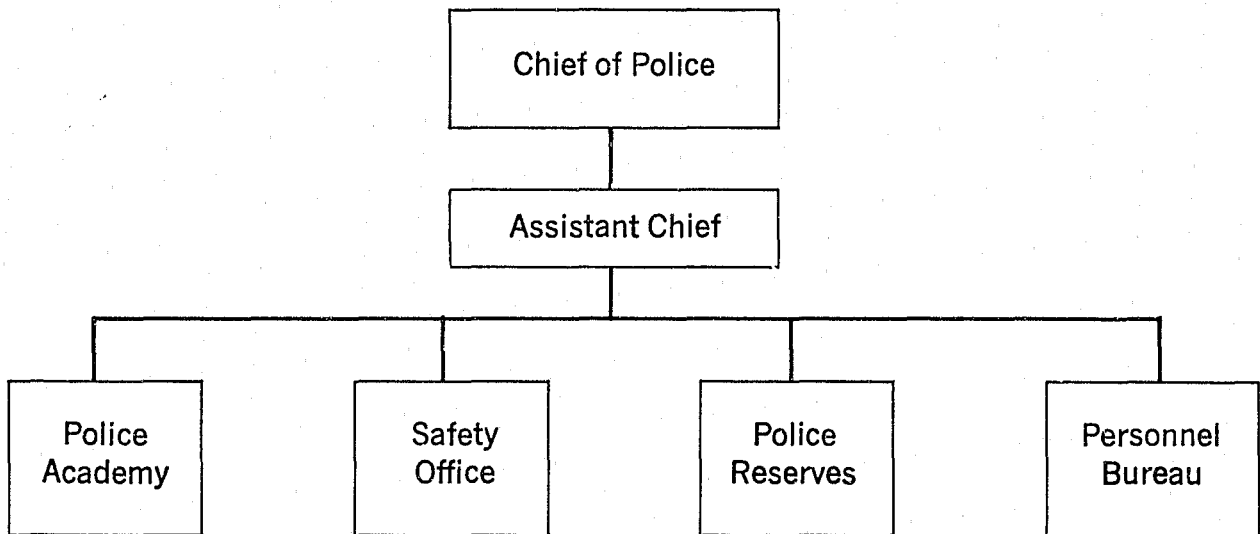 Chief of Police
Assistant Chief
Police
Academy
Safety
Office
Police
Reserves
Personnel
Bureau